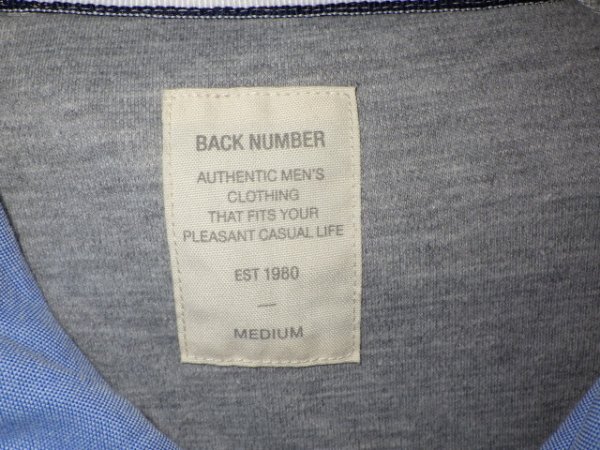 BACK NUMBER
AUTHENTIC MEN'S
CLOTHING
THAT FITS YOUR
PLEASANT CASUAL LIFE
EST 1980
—
MEDIUM